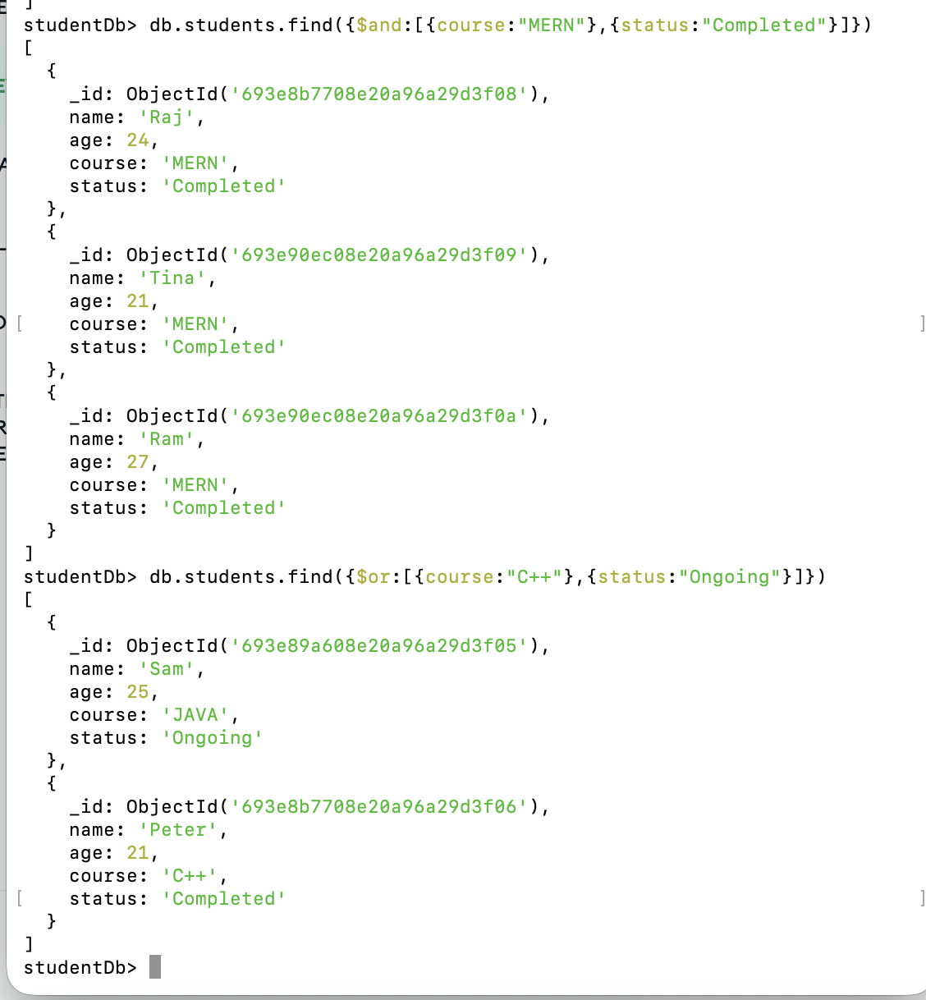 ]
studentDb> db.students.find({$and:[{course:"MERN"},{status:"Completed"}]})
[
  {
    _id: ObjectId('693e8b7708e20a96a29d3f08'),
    name: 'Raj',
    age: 24,
    course: 'MERN',
    status: 'Completed'
  },
  {
    _id: ObjectId('693e90ec08e20a96a29d3f09'),
    name: 'Tina',
    age: 21,
    course: 'MERN',
    status: 'Completed'
  },
  {
    _id: ObjectId('693e90ec08e20a96a29d3f0a'),
    name: 'Ram',
    age: 27,
    course: 'MERN',
    status: 'Completed'
  }
]
studentDb> db.students.find({$or:[{course:"C++"},{status:"Ongoing"}]})
[
  {
    _id: ObjectId('693e89a608e20a96a29d3f05'),
    name: 'Sam',
    age: 25,
    course: 'JAVA',
    status: 'Ongoing'
  },
  {
    _id: ObjectId('693e8b7708e20a96a29d3f06'),
    name: 'Peter',
    age: 21,
    course: 'C++',
    status: 'Completed'
  }
]
studentDb>